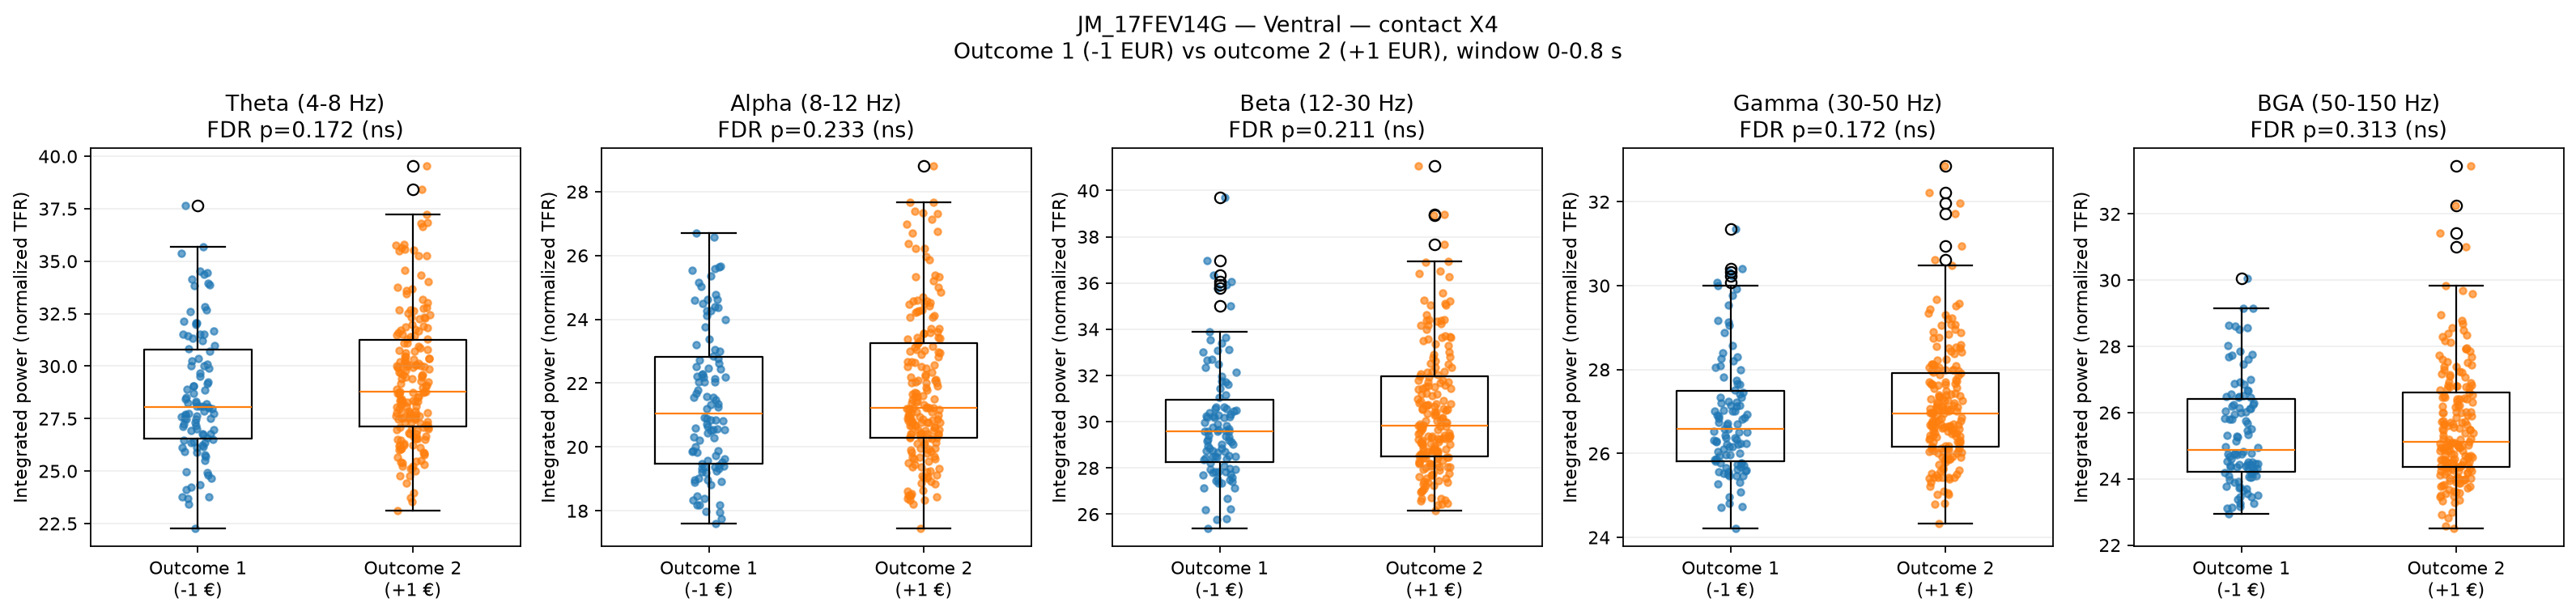 JM_17FEV14G — Ventral — contact X4
Outcome 1 (-1 EUR) vs outcome 2 (+1 EUR), window 0-0.8 s
Theta (4-8 Hz)
FDR p=0.172 (ns)
Integrated power (normalized TFR)
40.0
37.5
35.0
32.5
30.0
27.5
25.0
22.5
Outcome 1
(-1 €)
Outcome 2
(+1 €)
Alpha (8-12 Hz)
FDR p=0.233 (ns)
Integrated power (normalized TFR)
28
26
24
22
20
18
Outcome 1
(-1 €)
Outcome 2
(+1 €)
Beta (12-30 Hz)
FDR p=0.211 (ns)
Integrated power (normalized TFR)
40
38
36
34
32
30
28
26
Outcome 1
(-1 €)
Outcome 2
(+1 €)
Gamma (30-50 Hz)
FDR p=0.172 (ns)
Integrated power (normalized TFR)
32
30
28
26
24
Outcome 1
(-1 €)
Outcome 2
(+1 €)
BGA (50-150 Hz)
FDR p=0.313 (ns)
Integrated power (normalized TFR)
32
30
28
26
24
22
Outcome 1
(-1 €)
Outcome 2
(+1 €)